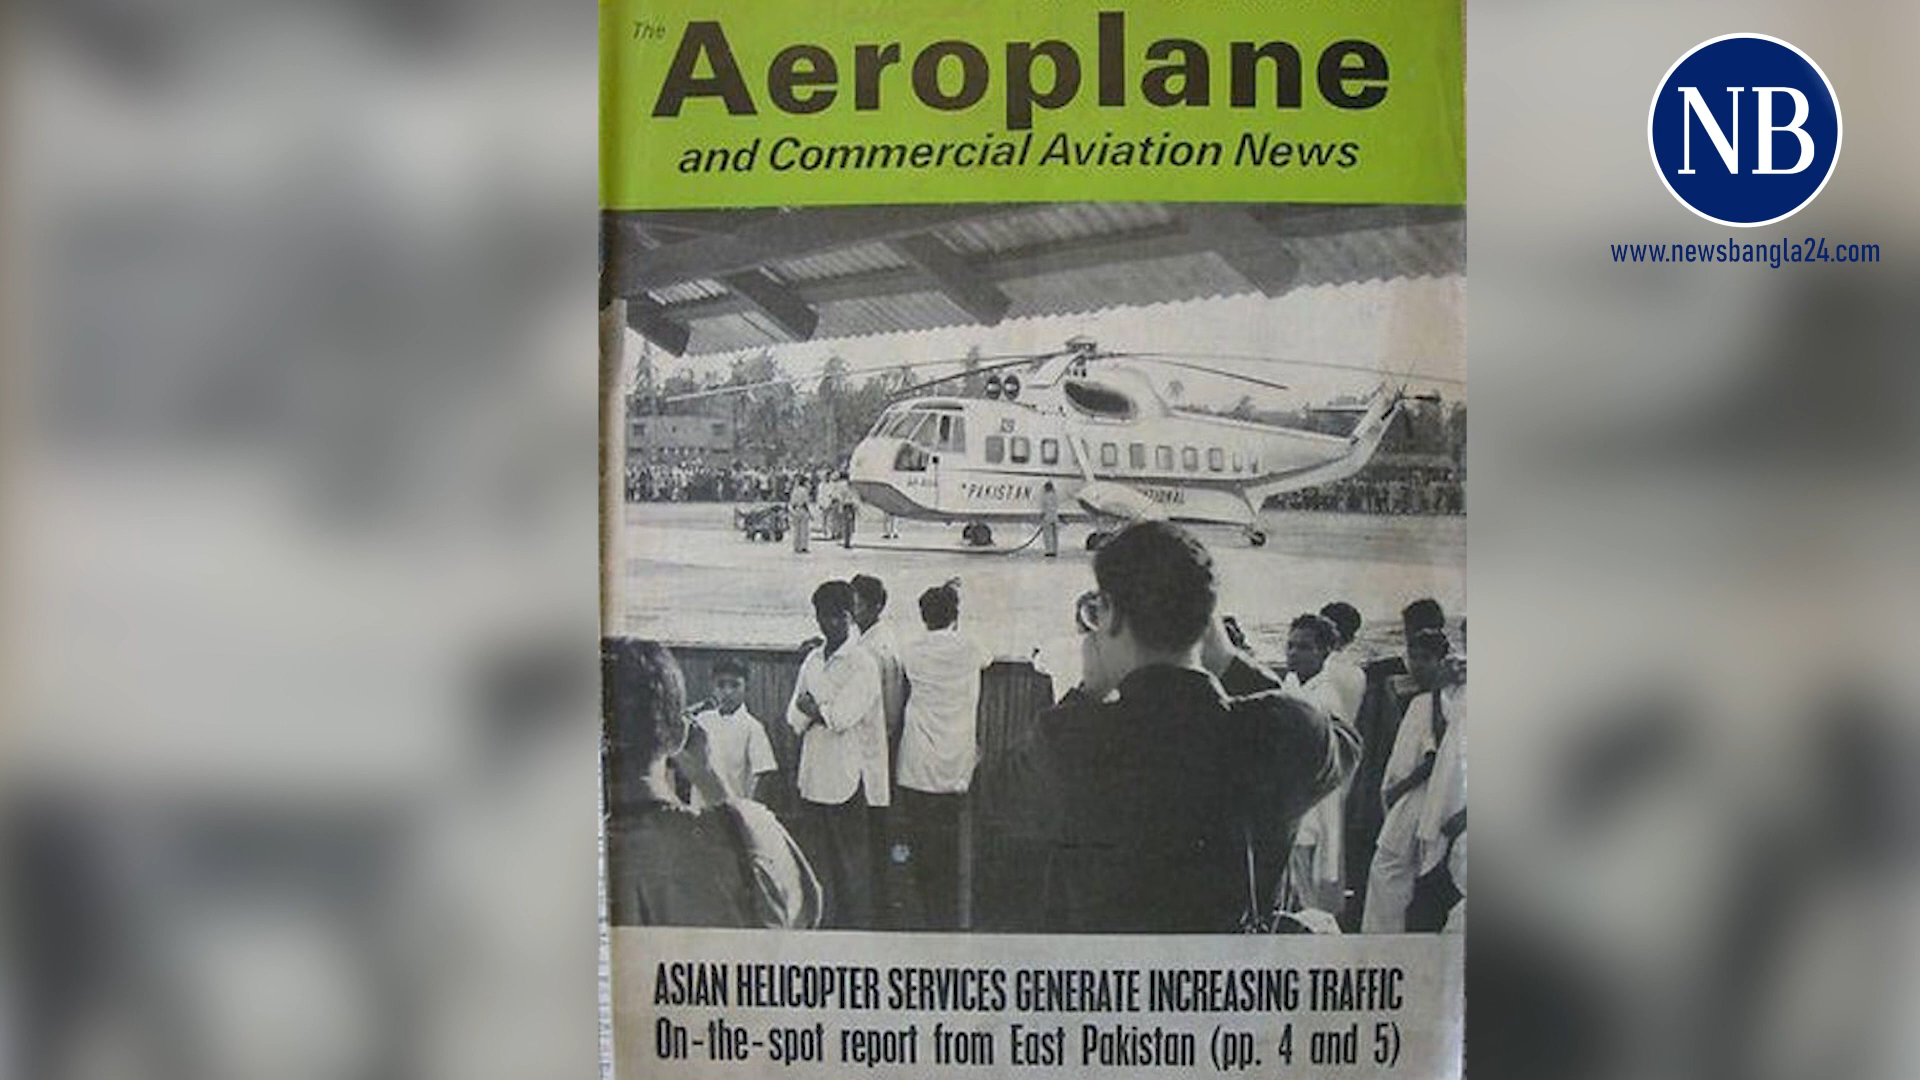 The
Aeroplane
and Commercial Aviation News
NB
www.newsbangla24.com
PAKISTAN
ASIAN HELICOPTER SERVICES GENERATE INCREASING TRAFFIC
On-the-spot report from East Pakistan (pp. 4 and 5)